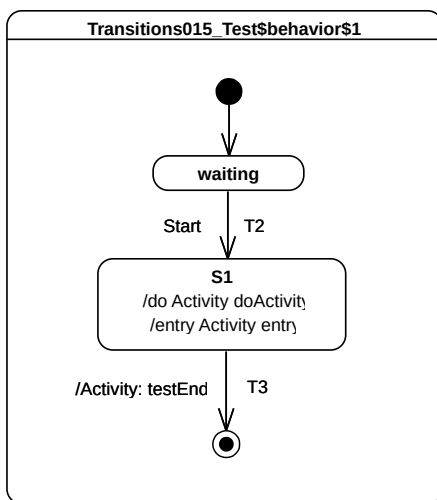 Transitions015_Test$behavior$1
waiting
Start T2
S1
/do Activity doActivity
/entry Activity entry
/Activity: testEnd T3